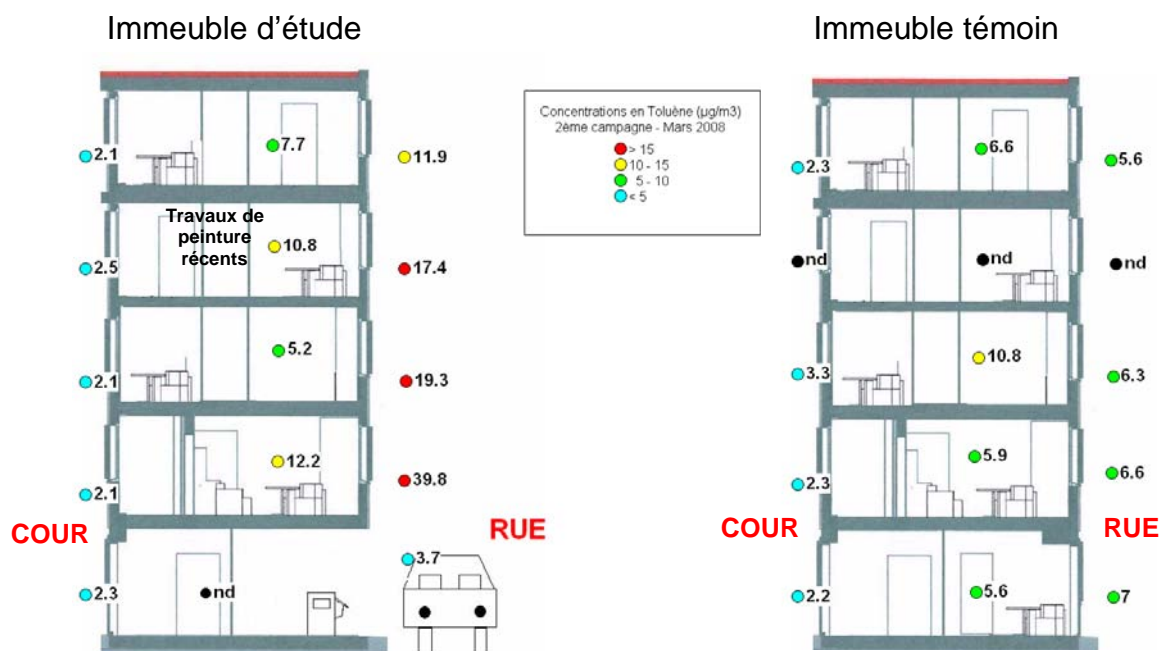 Immeuble d'étude
Immeuble témoin
Concentrations en Toluène (µg/m3)
2ème campagne - Mars 2008
> 15
10 - 15
5 - 10
< 5
2.1
7.7
11.9
Travaux de
peinture
récents
2.5
10.8
17.4
2.1
5.2
19.3
2.1
12.2
39.8
COUR
RUE
2.3
nd
3.7
2.3
6.6
5.6
nd
nd
nd
3.3
10.8
6.3
2.3
5.9
6.6
COUR
RUE
2.2
5.6
7